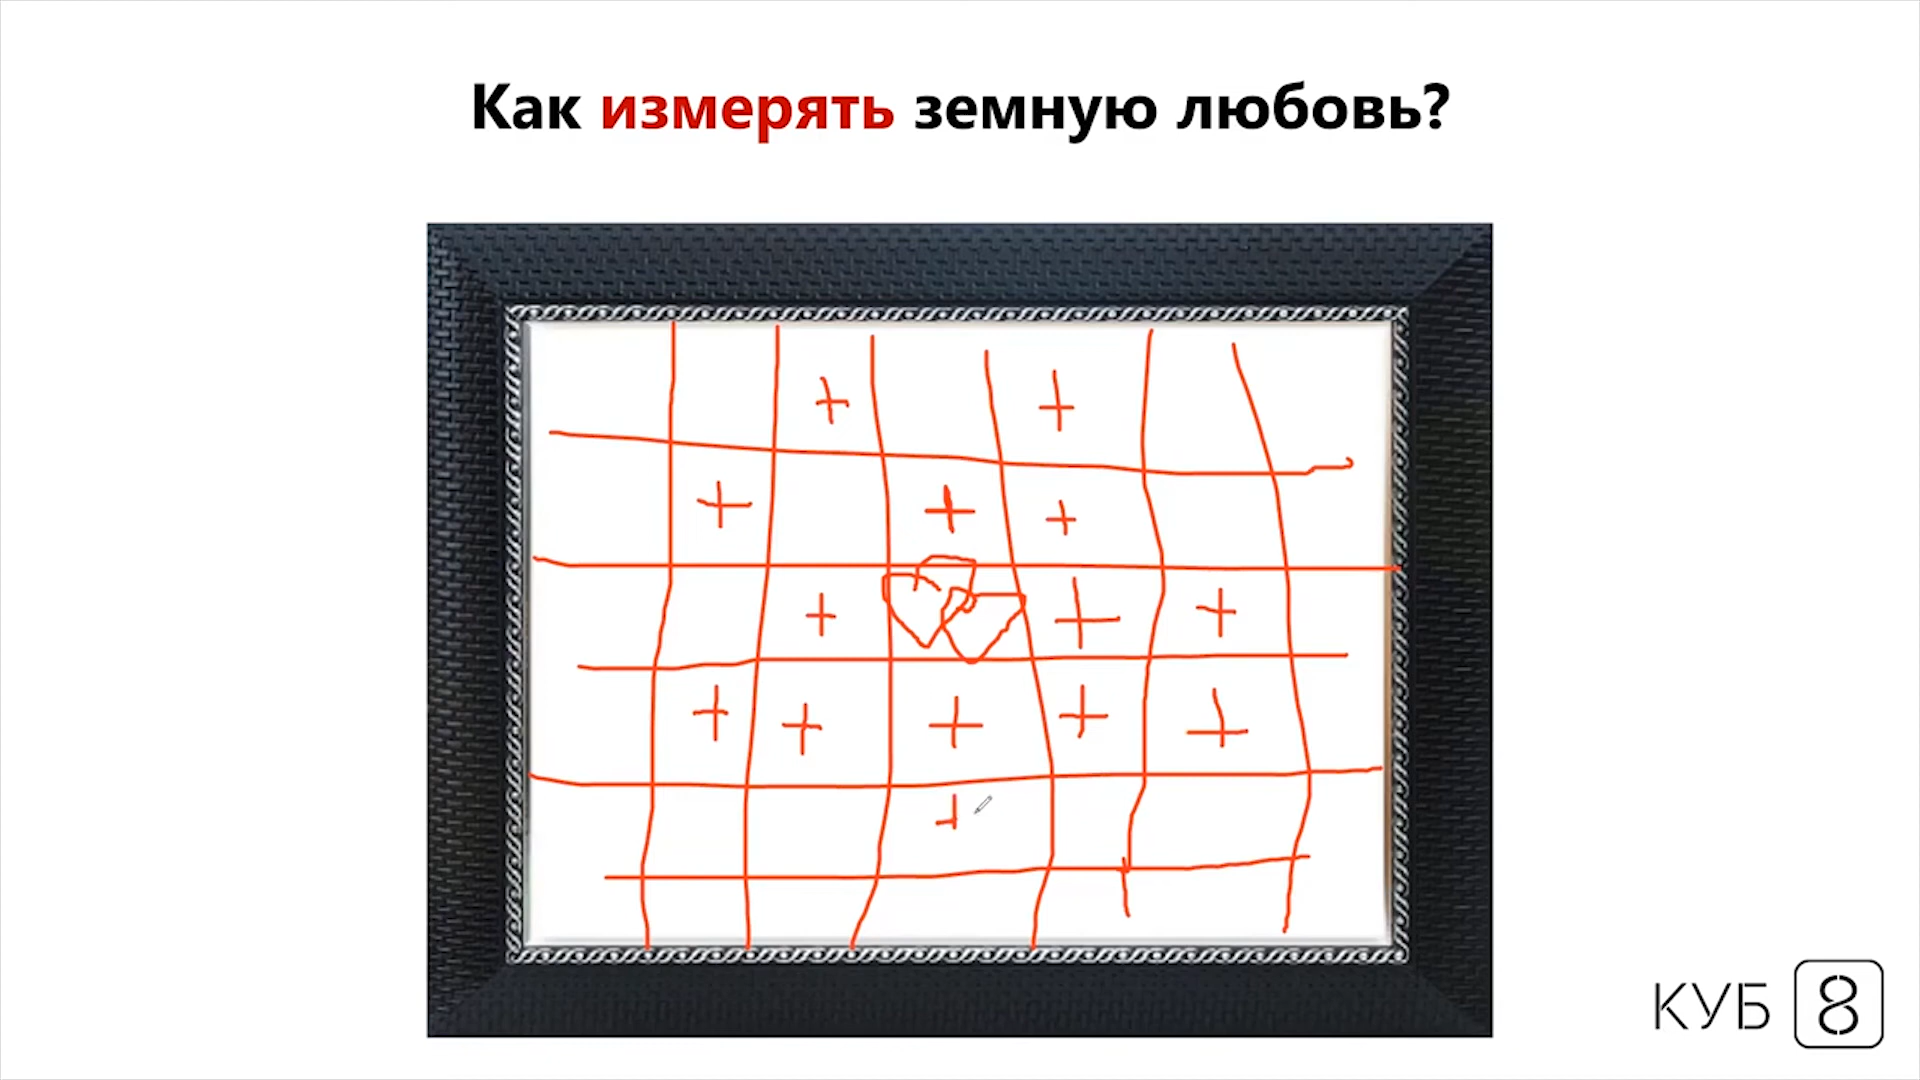 Как измерять земную любовь?
+ +
+ + +
+ + +
+ + + + +
+
КУБ 8